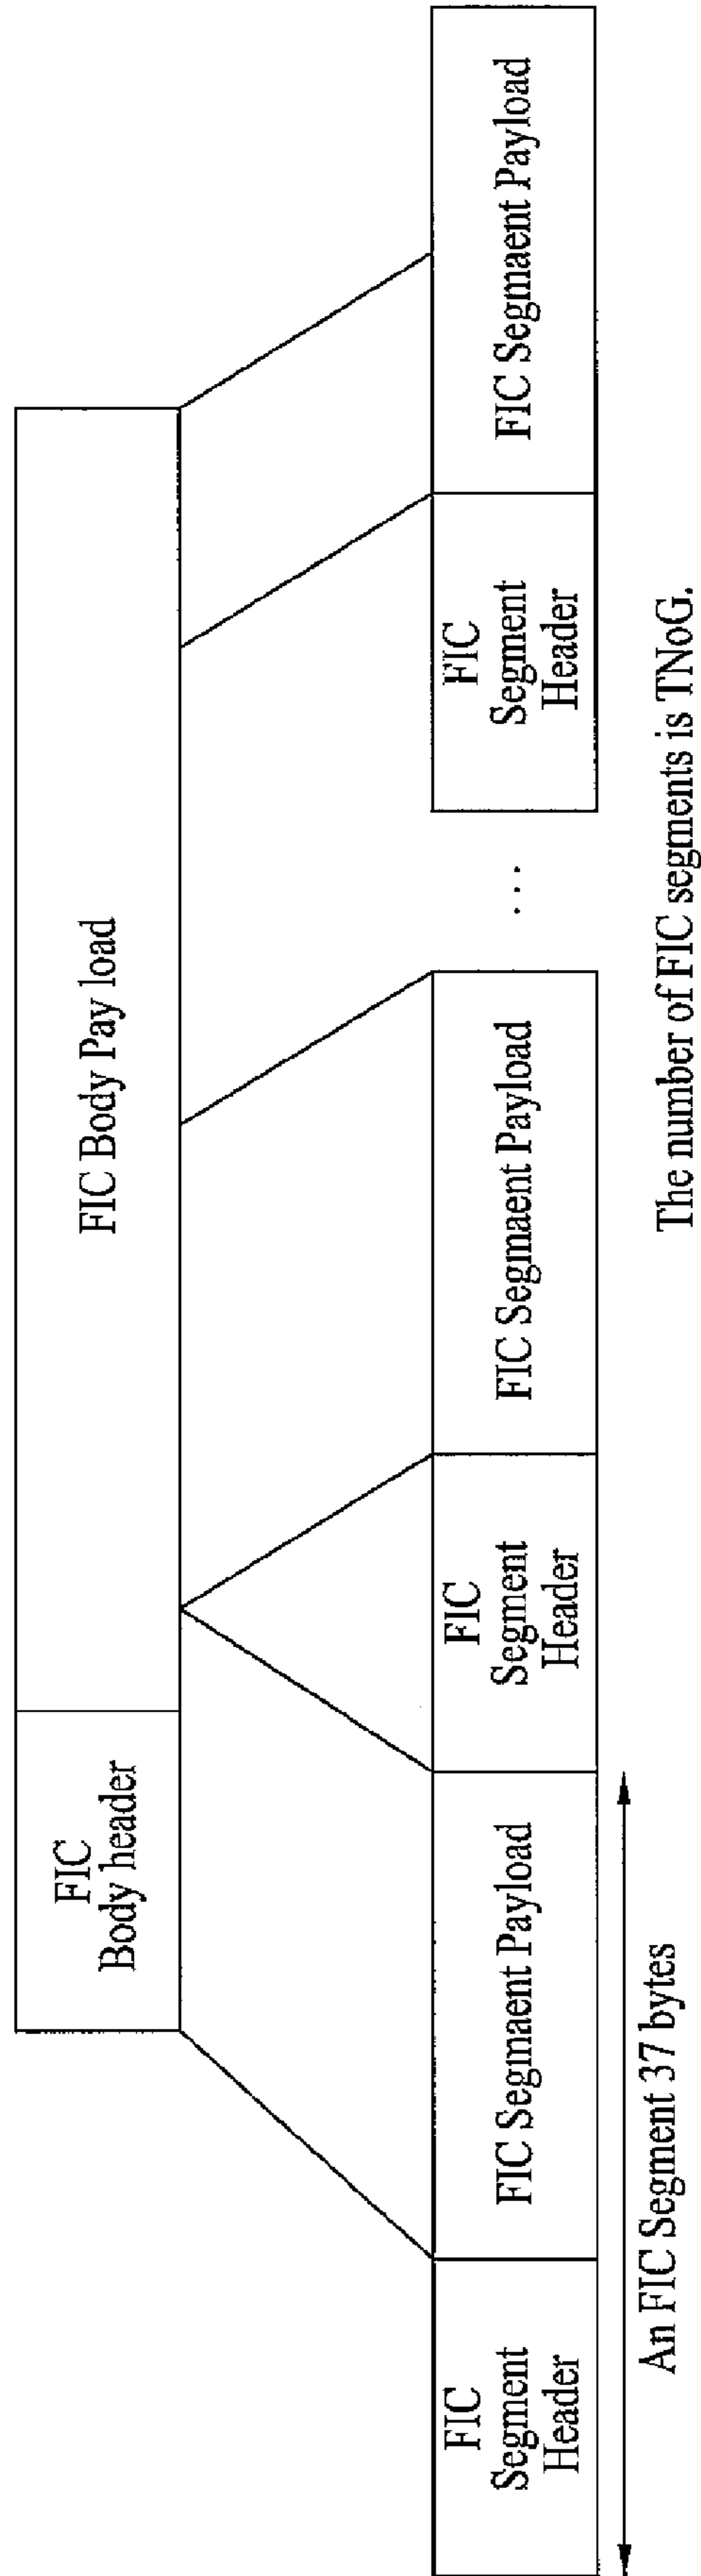 FIC
Body header
FIC Body Pay load
FIC
Segment
Header
FIC Segmaent Payload
FIC
Segment
Header
FIC Segmaent Payload
...
FIC
Segment
Header
FIC Segmaent Payload
An FIC Segment 37 bytes
The number of FIC segments is TNoG.